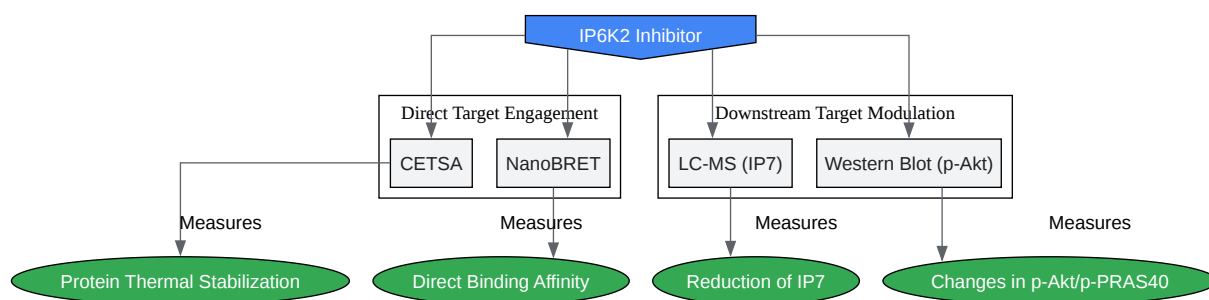 IP6K2 Inhibitor
Direct Target Engagement
Downstream Target Modulation
CETSA
NanoBRET
LC-MS (IP7)
Western Blot (p-Akt)
Measures
Measures
Measures
Measures
Protein Thermal Stabilization
Direct Binding Affinity
Reduction of IP7
Changes in p-Akt/p-PRAS40